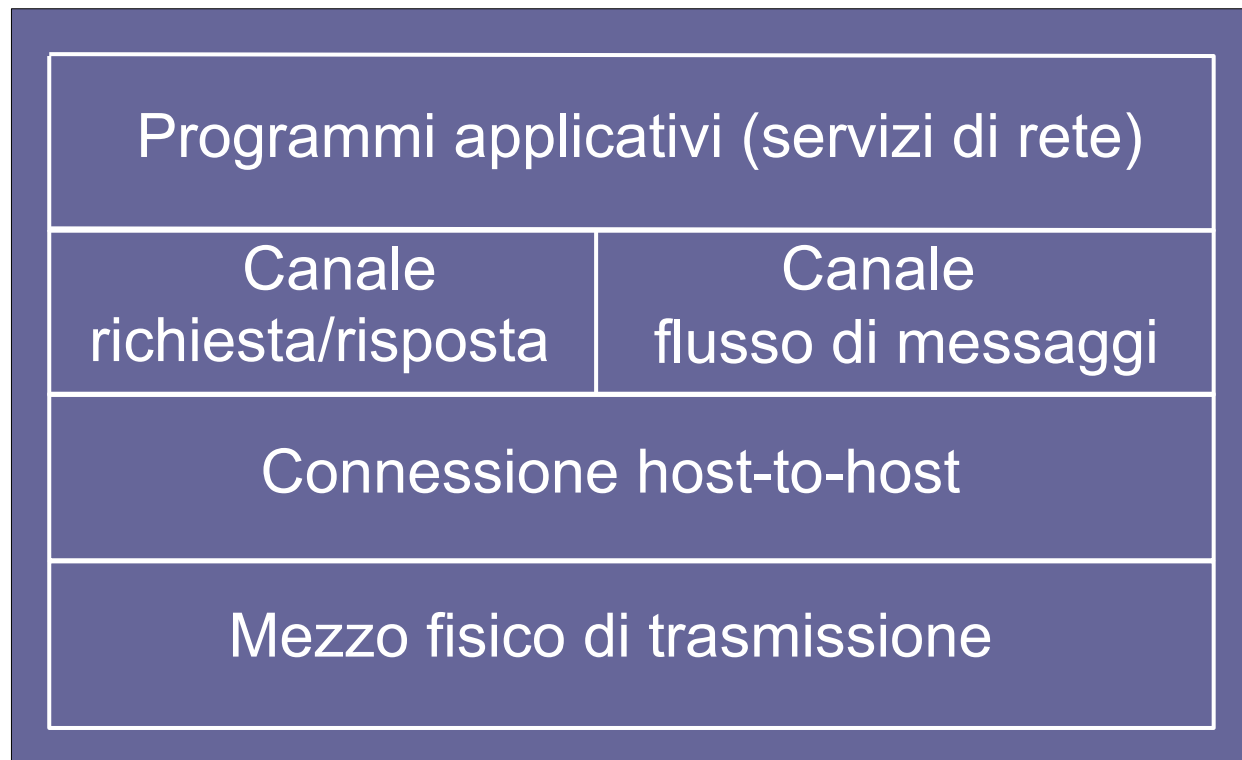 Programmi applicativi (servizi di rete)
Canale
richiesta/risposta
Canale
flusso di messaggi
Connessione host-to-host
Mezzo fisico di trasmissione